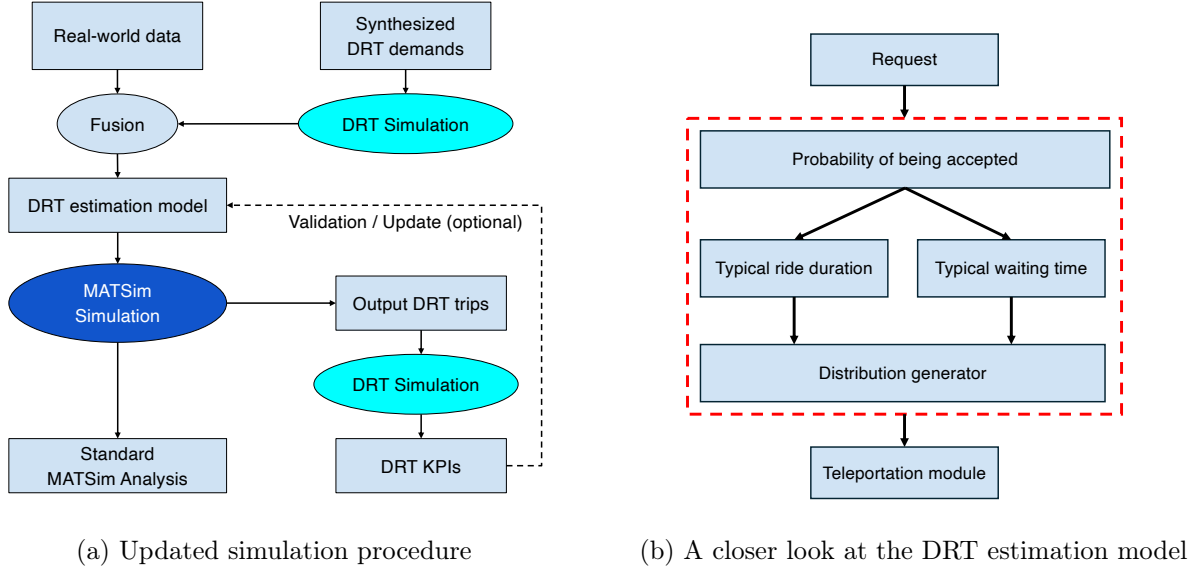 Real-world data
Synthesized
DRT demands
Fusion
DRT Simulation
DRT estimation model
Validation / Update (optional)
MATSim
Simulation
Output DRT trips
DRT Simulation
Standard
MATSim Analysis
DRT KPIs
(a) Updated simulation procedure
Request
Probability of being accepted
Typical ride duration
Typical waiting time
Distribution generator
Teleportation module
(b) A closer look at the DRT estimation model